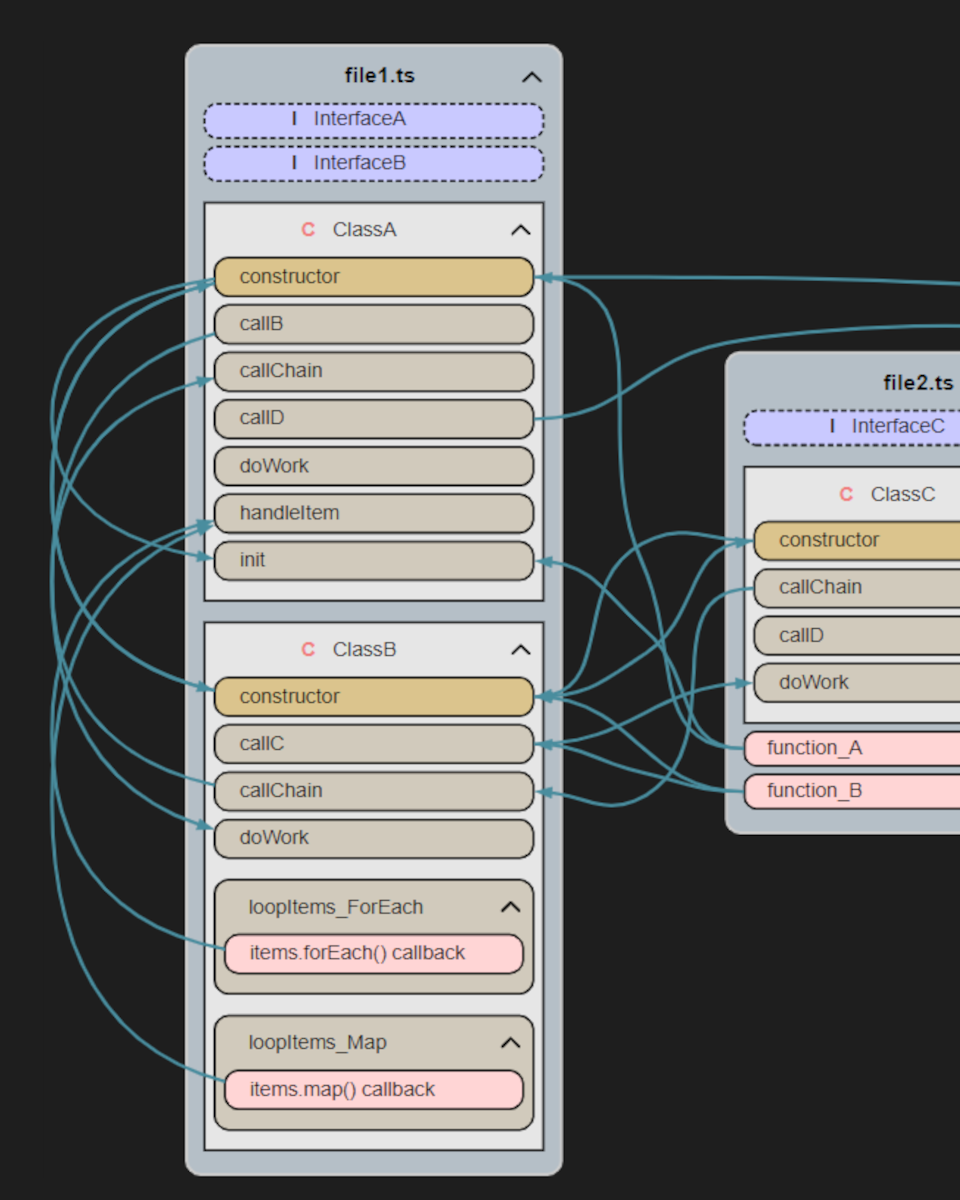 file1.ts
I InterfaceA
I InterfaceB
C ClassA
constructor
callB
callChain
callD
doWork
handleItem
init
C ClassB
constructor
callC
callChain
doWork
loopItems_ForEach
items.forEach() callback
loopItems_Map
items.map() callback
file2.ts
I InterfaceC
C ClassC
constructor
callChain
callD
doWork
function_A
function_B